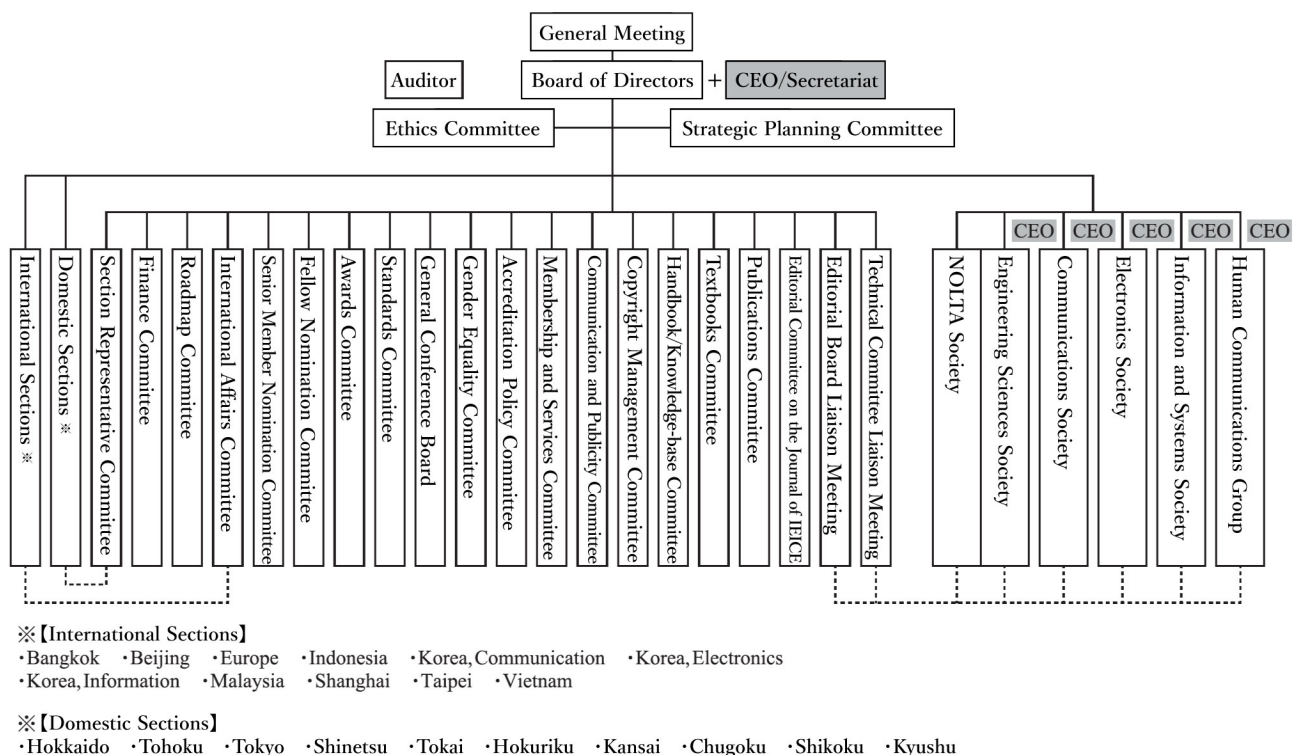 General Meeting
Auditor
Board of Directors
+
CEO/Secretariat
Ethics Committee
Strategic Planning Committee
International Sections ※
Domestic Sections ※
Section Representative Committee
Finance Committee
Roadmap Committee
International Affairs Committee
Senior Member Nomination Committee
Fellow Nomination Committee
Awards Committee
Standards Committee
General Conference Board
Gender Equality Committee
Accreditation Policy Committee
Membership and Services Committee
Communication and Publicity Committee
Copyright Management Committee
Handbook/Knowledge-base Committee
Textbooks Committee
Publications Committee
Editorial Committee on the Journal of IEICE
Editorial Board Liaison Meeting
Technical Committee Liaison Meeting
NOLTA Society
Engineering Sciences Society
CEO
Communications Society
CEO
Electronics Society
CEO
Information and Systems Society
CEO
Human Communications Group
CEO
※【International Sections】
・Bangkok ・Beijing ・Europe ・Indonesia ・Korea,Communication ・Korea,Electronics
・Korea,Information ・Malaysia ・Shanghai ・Taipei ・Vietnam
※【Domestic Sections】
・Hokkaido ・Tohoku ・Tokyo ・Shinetsu ・Tokai ・Hokuriku ・Kansai ・Chugoku ・Shikoku ・Kyushu